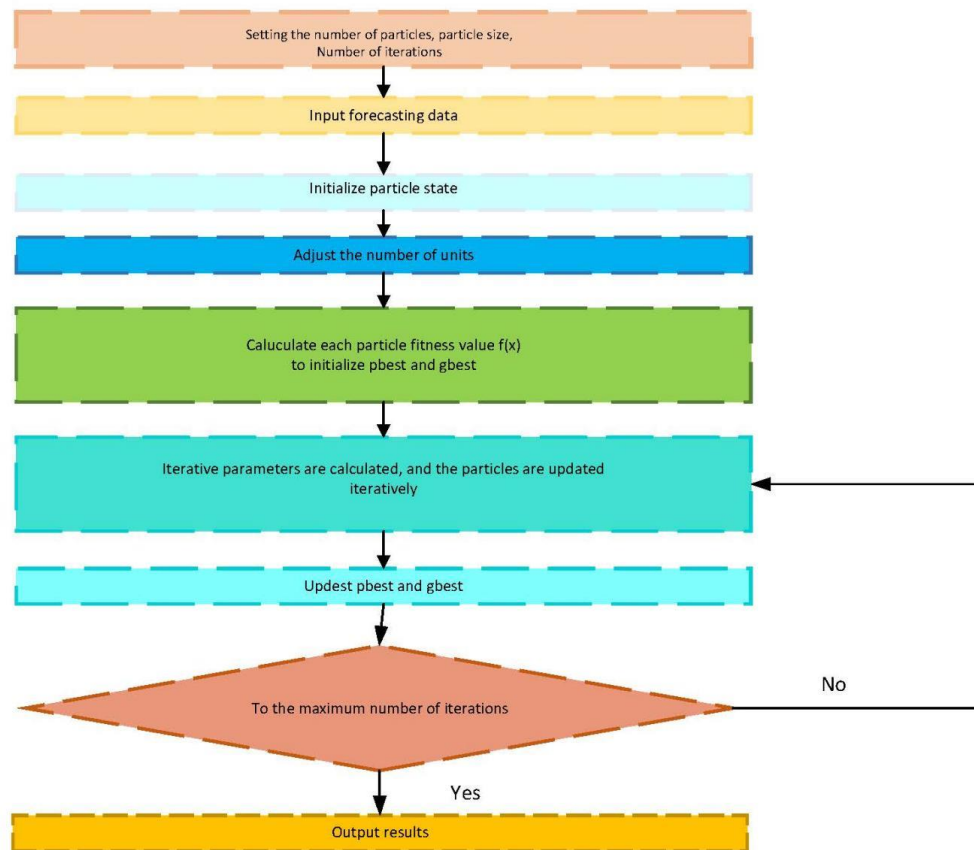 Setting the number of particles, particle size,
Number of iterations
Input forecasting data
Initialize particle state
Adjust the number of units
Caluculate each particle fitness value f(x)
to initialize pbest and gbest
Iterative parameters are calculated, and the particles are updated
iteratively
Updest pbest and gbest
To the maximum number of iterations
No
Yes
Output results